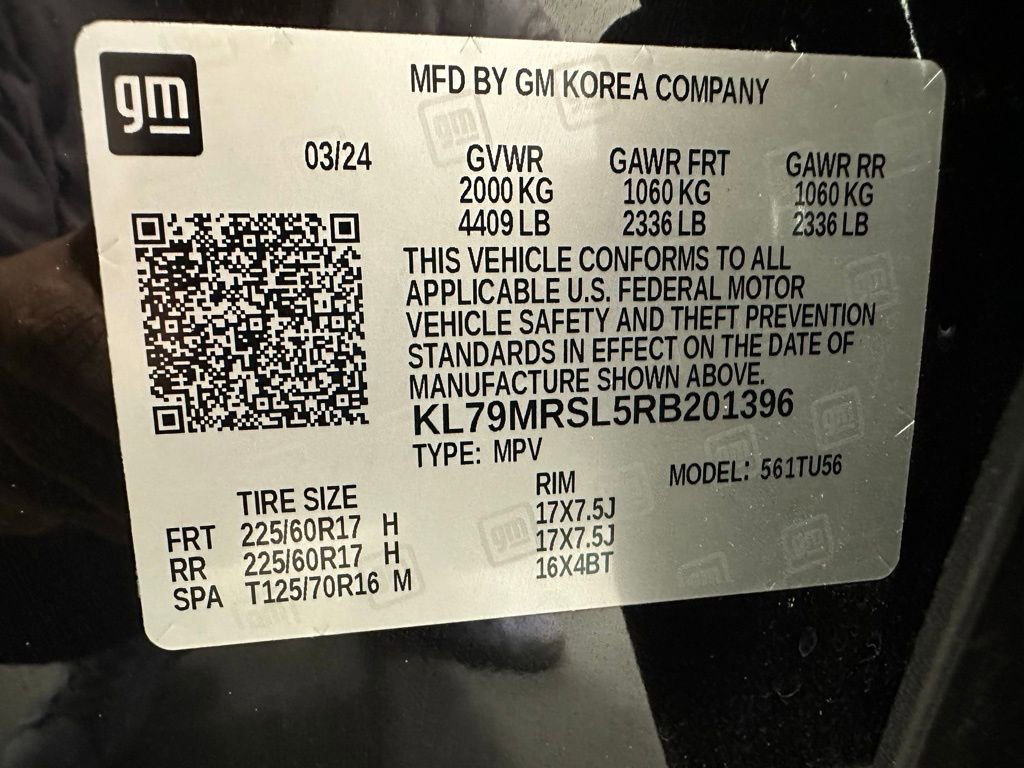 gm
MFD BY GM KOREA COMPANY
03/24
GVWR GAWR FRT GAWR RR
2000 KG 1060 KG 1060 KG
4409 LB 2336 LB 2336 LB
THIS VEHICLE CONFORMS TO ALL
APPLICABLE U.S. FEDERAL MOTOR
VEHICLE SAFETY AND THEFT PREVENTION
STANDARDS IN EFFECT ON THE DATE OF
MANUFACTURE SHOWN ABOVE.
KL79MRSL5RB201396
TYPE: MPV
MODEL: 561TU56
TIRE SIZE RIM
FRT 225/60R17 H 17X7.5J
RR 225/60R17 H 17X7.5J
SPA T125/70R16 M 16X4BT